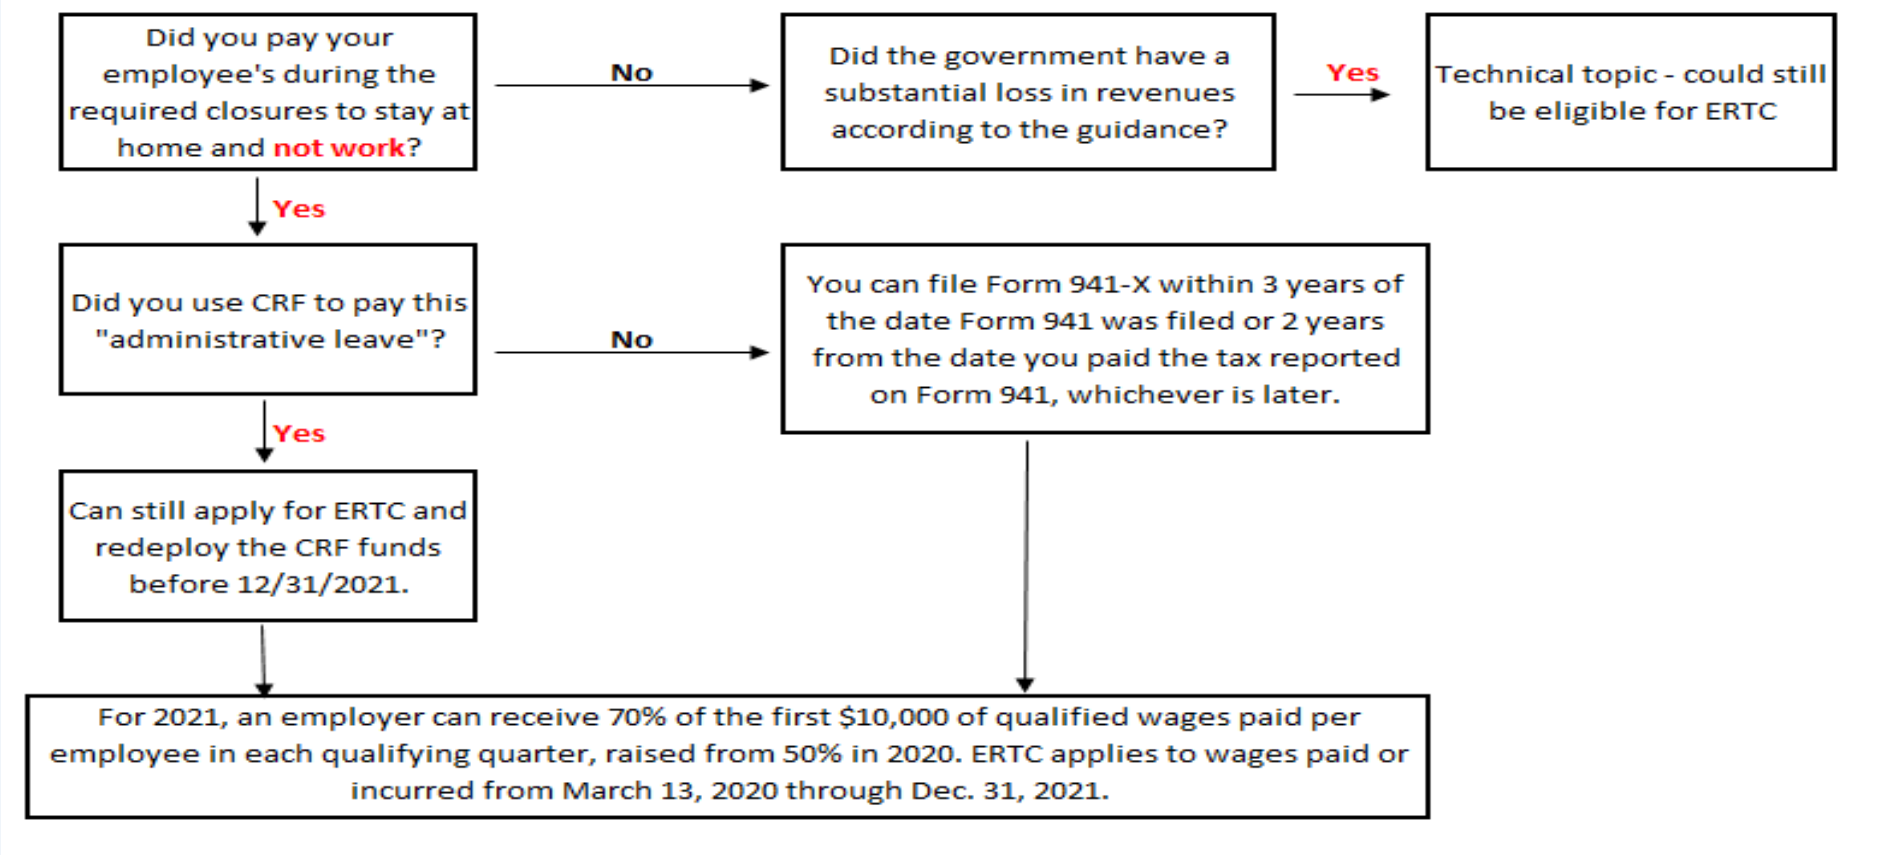 Did you pay your
employee's during the
required closures to stay at
home and not work?
No
Did the government have a
substantial loss in revenues
according to the guidance?
Yes
Technical topic - could still
be eligible for ERTC
Yes
Did you use CRF to pay this
"administrative leave"?
No
You can file Form 941-X within 3 years of
the date Form 941 was filed or 2 years
from the date you paid the tax reported
on Form 941, whichever is later.
Yes
Can still apply for ERTC and
redeploy the CRF funds
before 12/31/2021.
For 2021, an employer can receive 70% of the first $10,000 of qualified wages paid per
employee in each qualifying quarter, raised from 50% in 2020. ERTC applies to wages paid or
incurred from March 13, 2020 through Dec. 31, 2021.